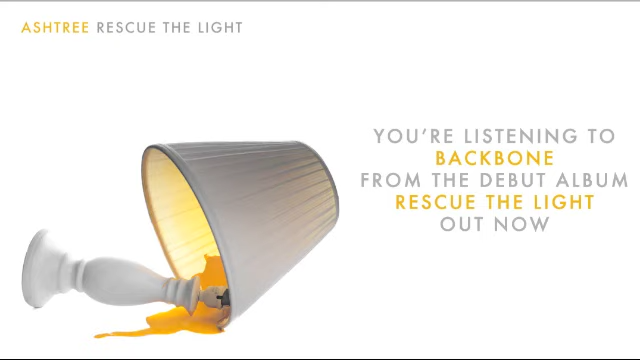 ASHTREE RESCUE THE LIGHT
YOU'RE LISTENING TO
BACKBONE
FROM THE DEBUT ALBUM
RESCUE THE LIGHT
OUT NOW